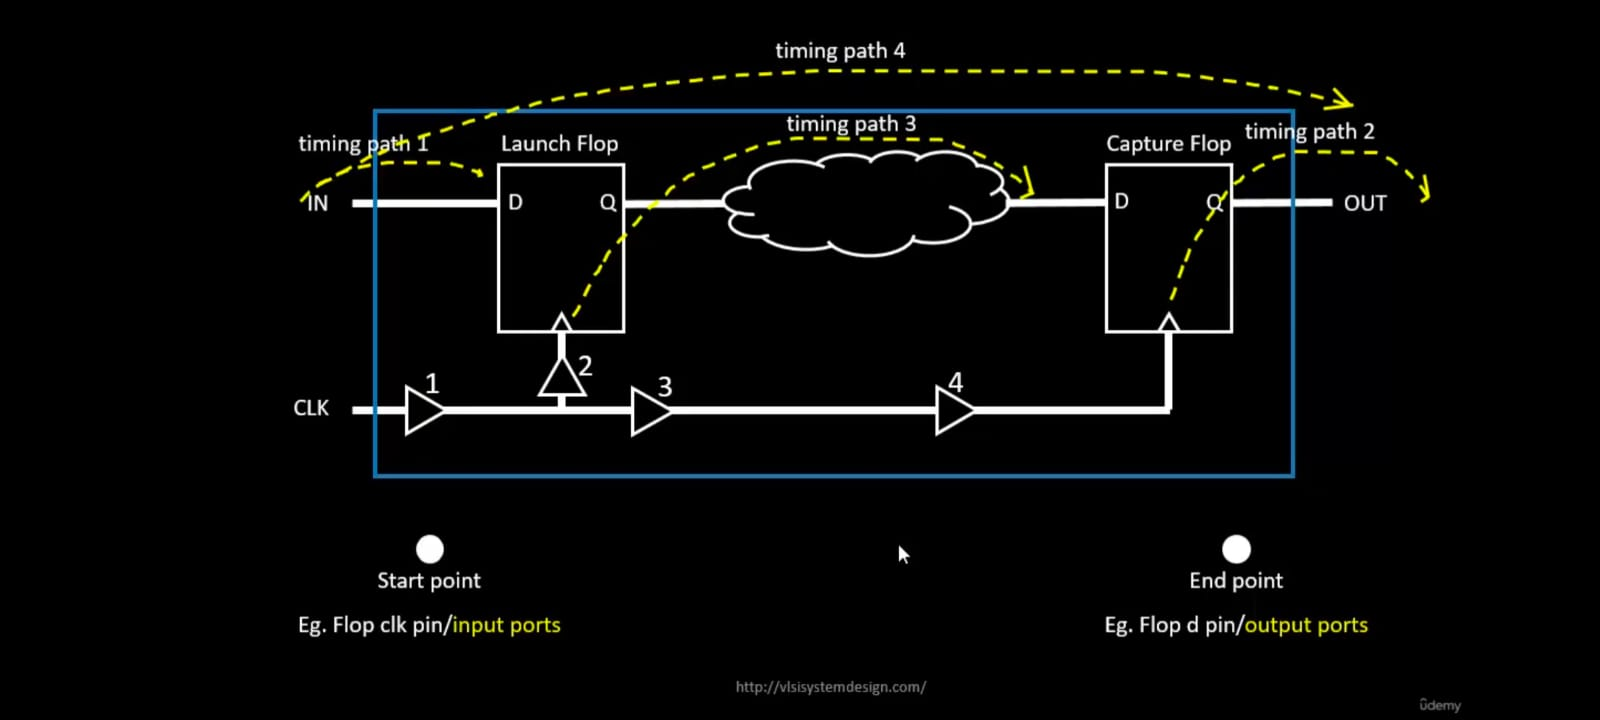 timing path 4
timing path 3
timing path 2
timing path 1
Launch Flop
Capture Flop
IN
D
Q
D
Q
OUT
2
1
3
4
CLK
Start point
End point
Eg. Flop clk pin/input ports
Eg. Flop d pin/output ports
http://vlsisystemdesign.com/
ûdemy